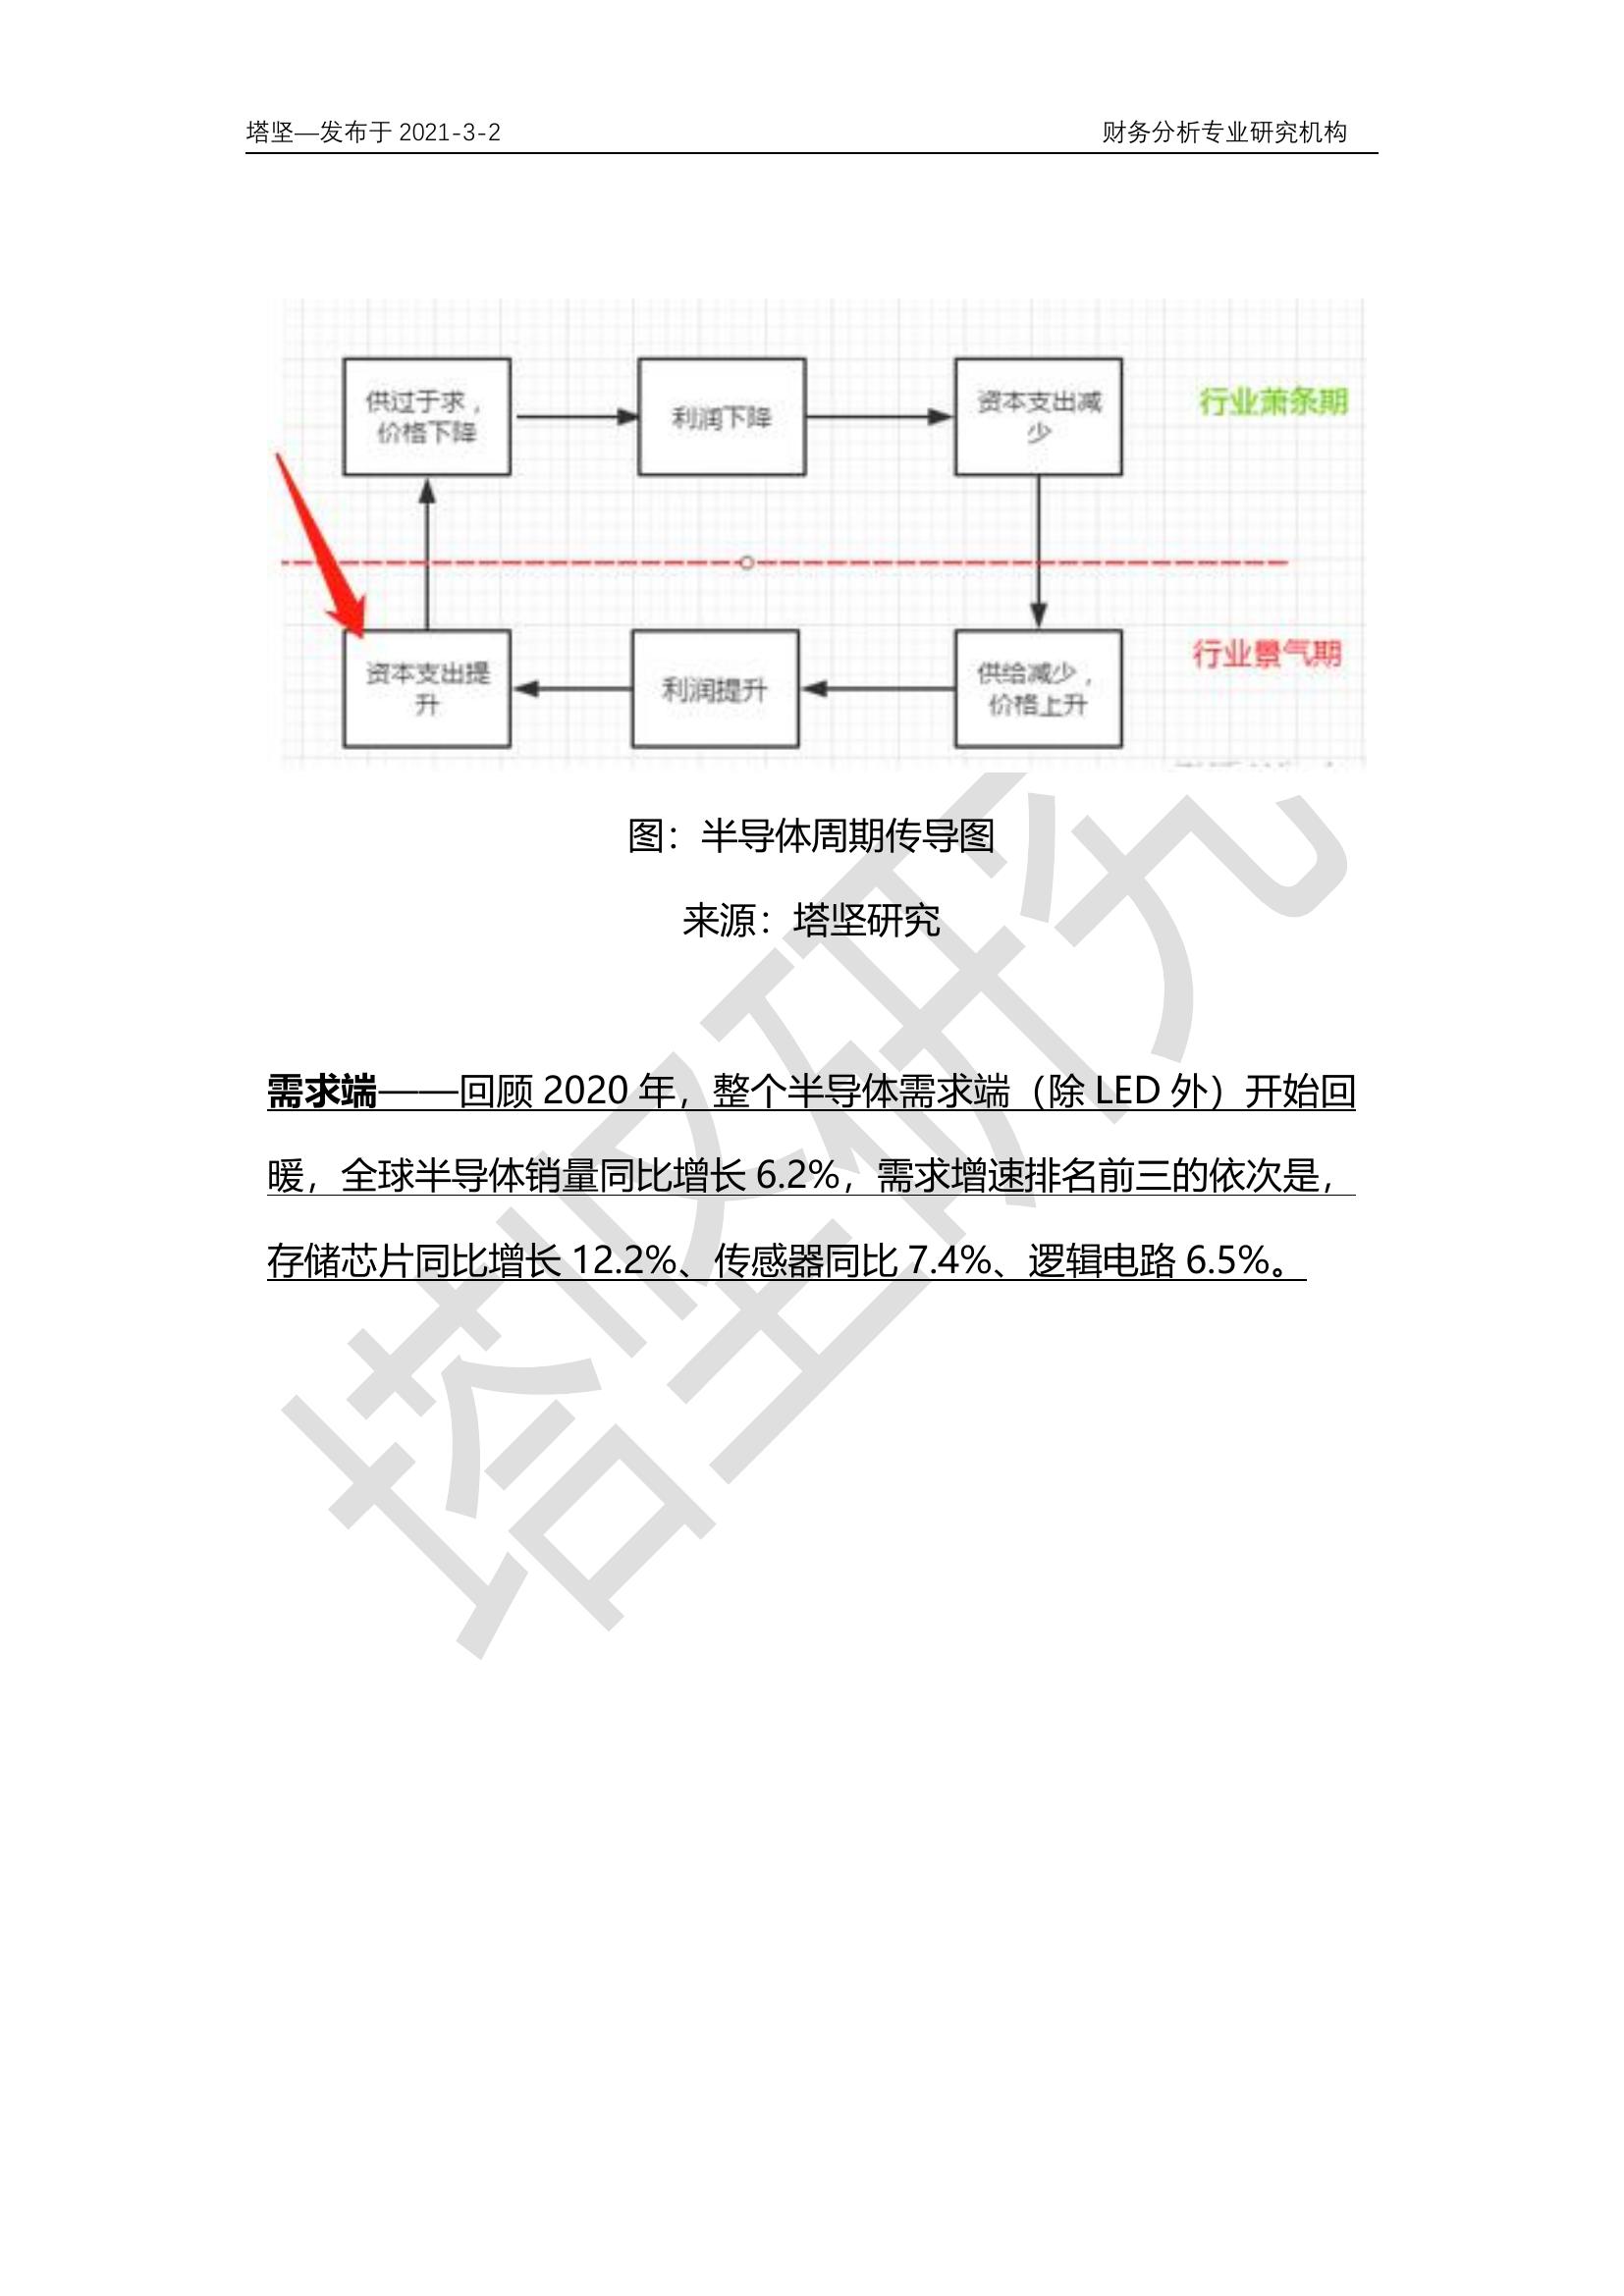 塔坚—发布于 2021-3-2
财务分析专业研究机构
供过于求，
价格下降
利润下降
资本支出减
少
行业萧条期
资本支出提
升
利润提升
供给减少，
价格上升
行业景气期
图：半导体周期传导图
来源：塔坚研究
需求端——回顾 2020 年，整个半导体需求端（除 LED 外）开始回
暖，全球半导体销量同比增长 6.2%，需求增速排名前三的依次是，
存储芯片同比增长 12.2%、传感器同比 7.4%、逻辑电路 6.5%。
塔坚研究